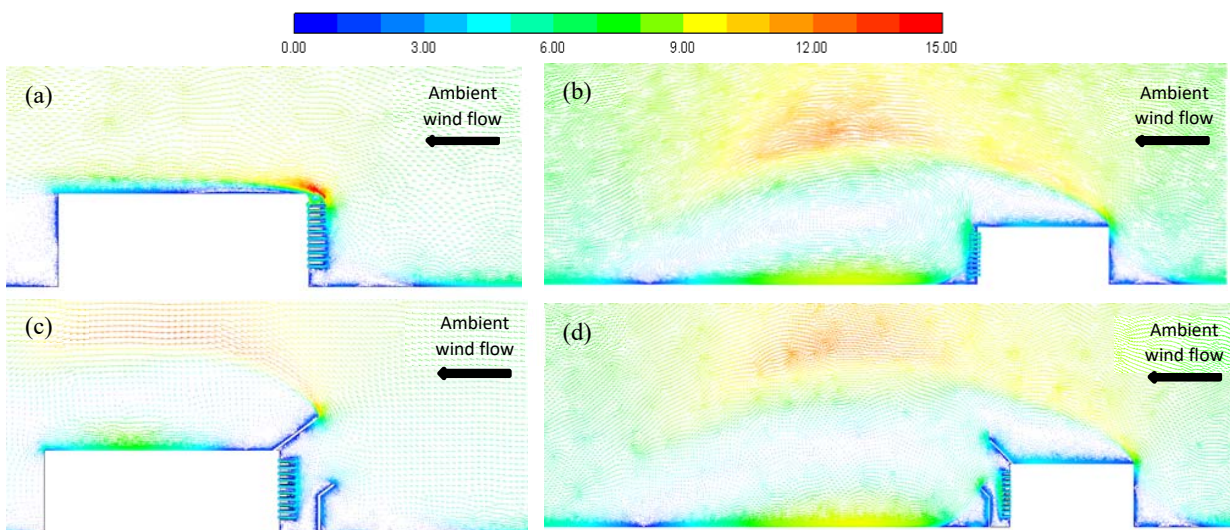 0.00 3.00 6.00 9.00 12.00 15.00
(a)
Ambient
wind flow
(b)
Ambient
wind flow
(c)
Ambient
wind flow
(d)
Ambient
wind flow